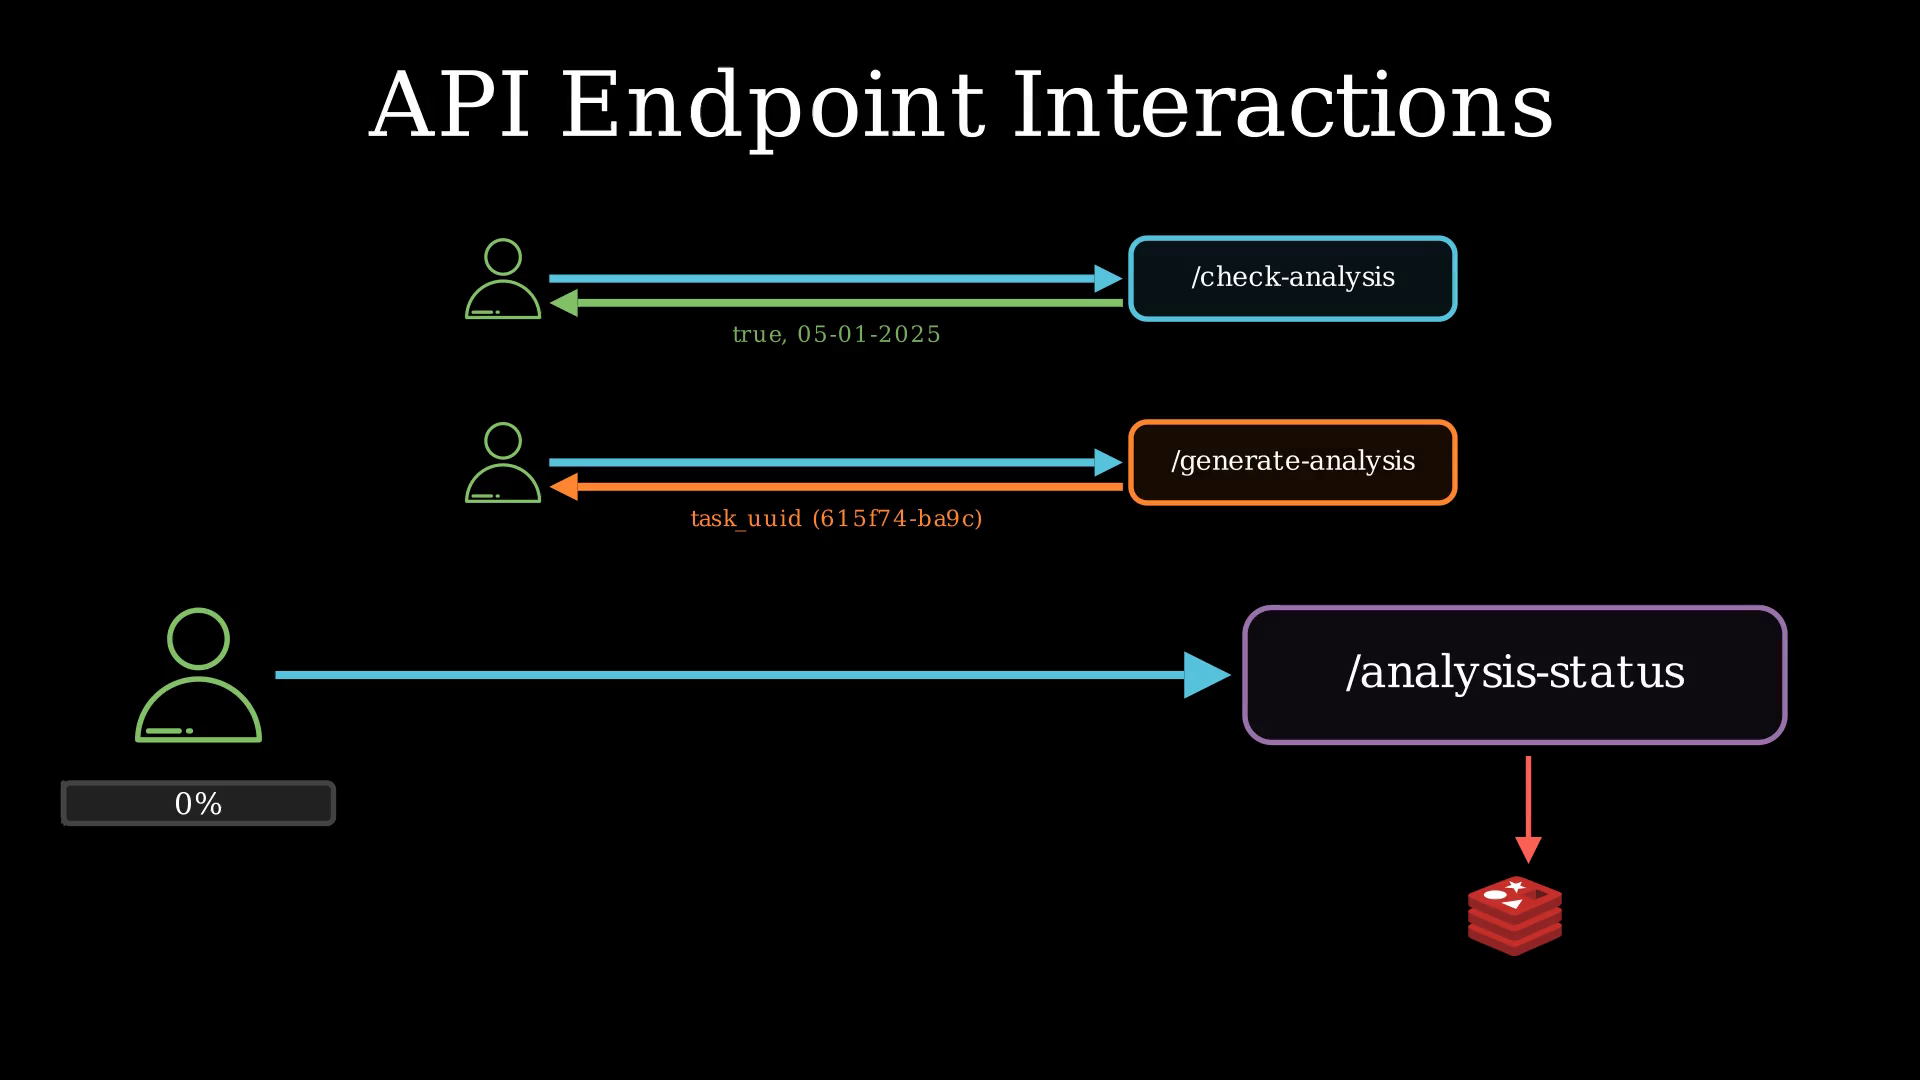 API Endpoint Interactions
/check-analysis
true, 05-01-2025
/generate-analysis
task_uuid (615f74-ba9c)
/analysis-status
0%